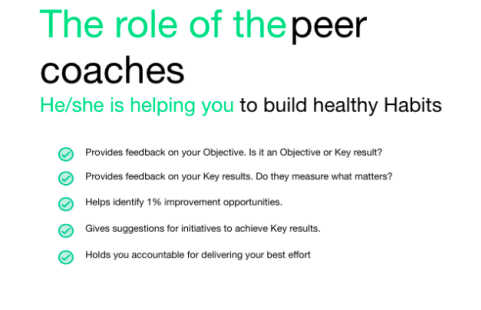 The role of the peer
coaches
He/she is helping you to build healthy Habits
Provides feedback on your Objective. Is it an Objective or Key result?
Provides feedback on your Key results. Do they measure what matters?
Helps identify 1% improvement opportunities.
Gives suggestions for initiatives to achieve Key results.
Holds you accountable for delivering your best effort